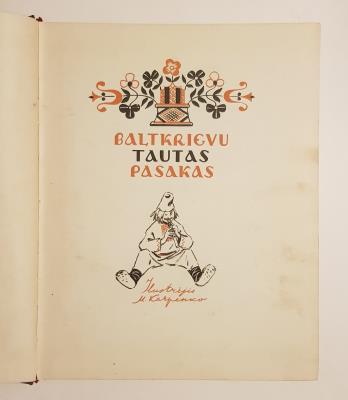 BALTKRIEVU
TAUTAS
PASAKAS
Ilustrējis
M. Karpenko